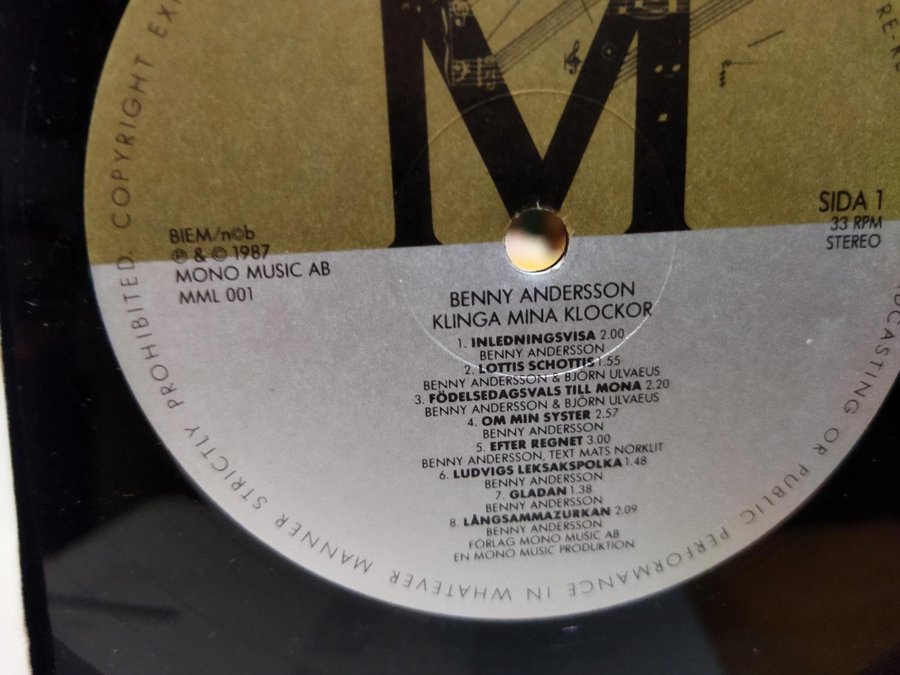 M
SIDA 1
33 RPM
STEREO
BIEM/n©b
℗ & © 1987
MONO MUSIC AB
MML 001
BENNY ANDERSSON
KLINGA MINA KLOCKOR
1. INLEDNINGSVISA 2.00
BENNY ANDERSSON
2. LOTTIS SCHOTTIS 1.55
BENNY ANDERSSON & BJÖRN ULVAEUS
3. FÖDELSEDAGSVALS TILL MONA 2.20
BENNY ANDERSSON & BJÖRN ULVAEUS
4. OM MIN SYSTER 2.57
BENNY ANDERSSON
5. EFTER REGNET 3.00
BENNY ANDERSSON, TEXT MATS NÖRKLIT
6. LUDVIGS LEKSAKSPOLKA 1.48
BENNY ANDERSSON
7. GLADAN 1.38
BENNY ANDERSSON
8. LÅNGSAMMAZURKAN 2.09
BENNY ANDERSSON
FÖRLAG MONO MUSIC AB
EN MONO MUSIC PRODUKTION
OR PUBLIC PERFORMANCE IN WHATEVER MANNER STRICTLY PROHIBITED. COPYRIGHT